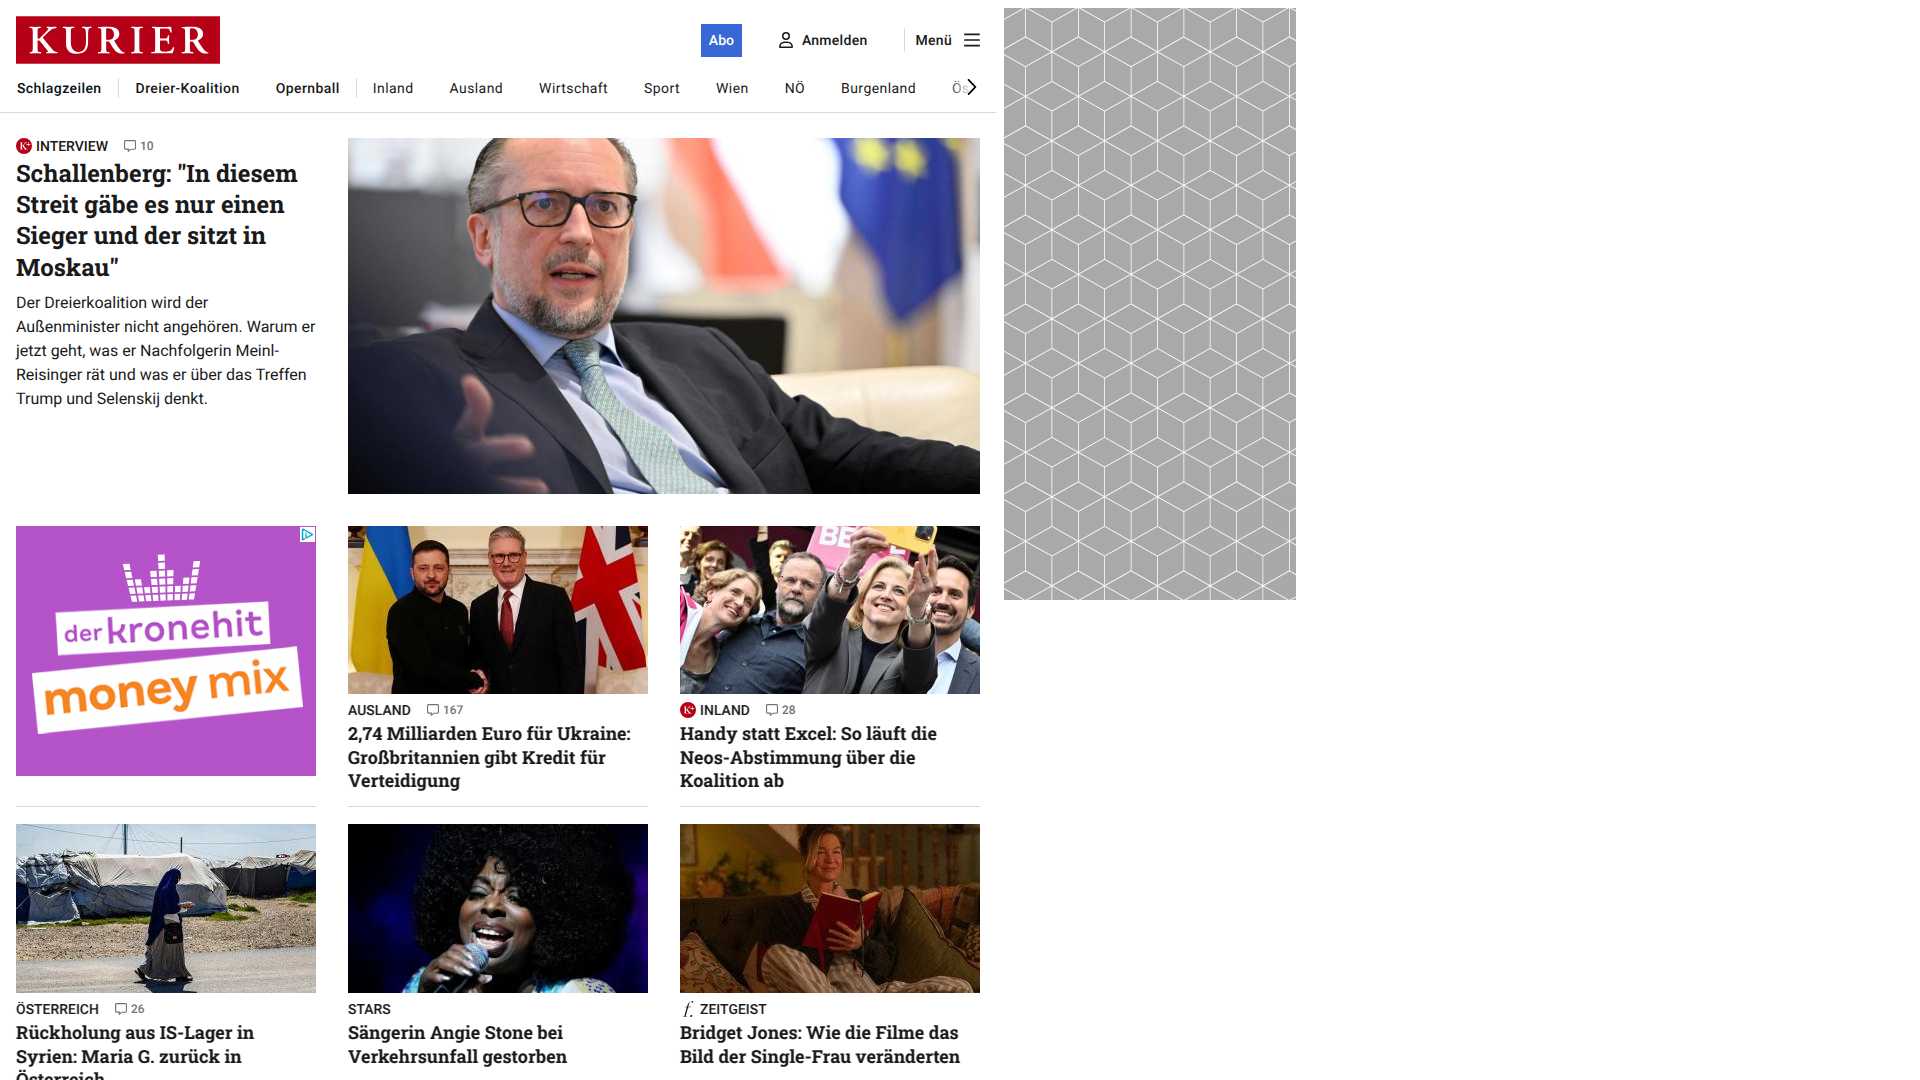 KURIER
Abo
Anmelden
Menü
Schlagzeilen
Dreier-Koalition
Opernball
Inland
Ausland
Wirtschaft
Sport
Wien
NÖ
Burgenland
INTERVIEW 10
Schallenberg: "In diesem
Streit gäbe es nur einen
Sieger und der sitzt in
Moskau"
Der Dreierkoalition wird der
Außenminister nicht angehören. Warum er
jetzt geht, was er Nachfolgerin Meinl-
Reisinger rät und was er über das Treffen
Trump und Selenskij denkt.
der kronehit
money mix
AUSLAND 167
2,74 Milliarden Euro für Ukraine:
Großbritannien gibt Kredit für
Verteidigung
INLAND 28
Handy statt Excel: So läuft die
Neos-Abstimmung über die
Koalition ab
ÖSTERREICH 26
Rückholung aus IS-Lager in
Syrien: Maria G. zurück in
Österreich
STARS
Sängerin Angie Stone bei
Verkehrsunfall gestorben
f. ZEITGEIST
Bridget Jones: Wie die Filme das
Bild der Single-Frau veränderten